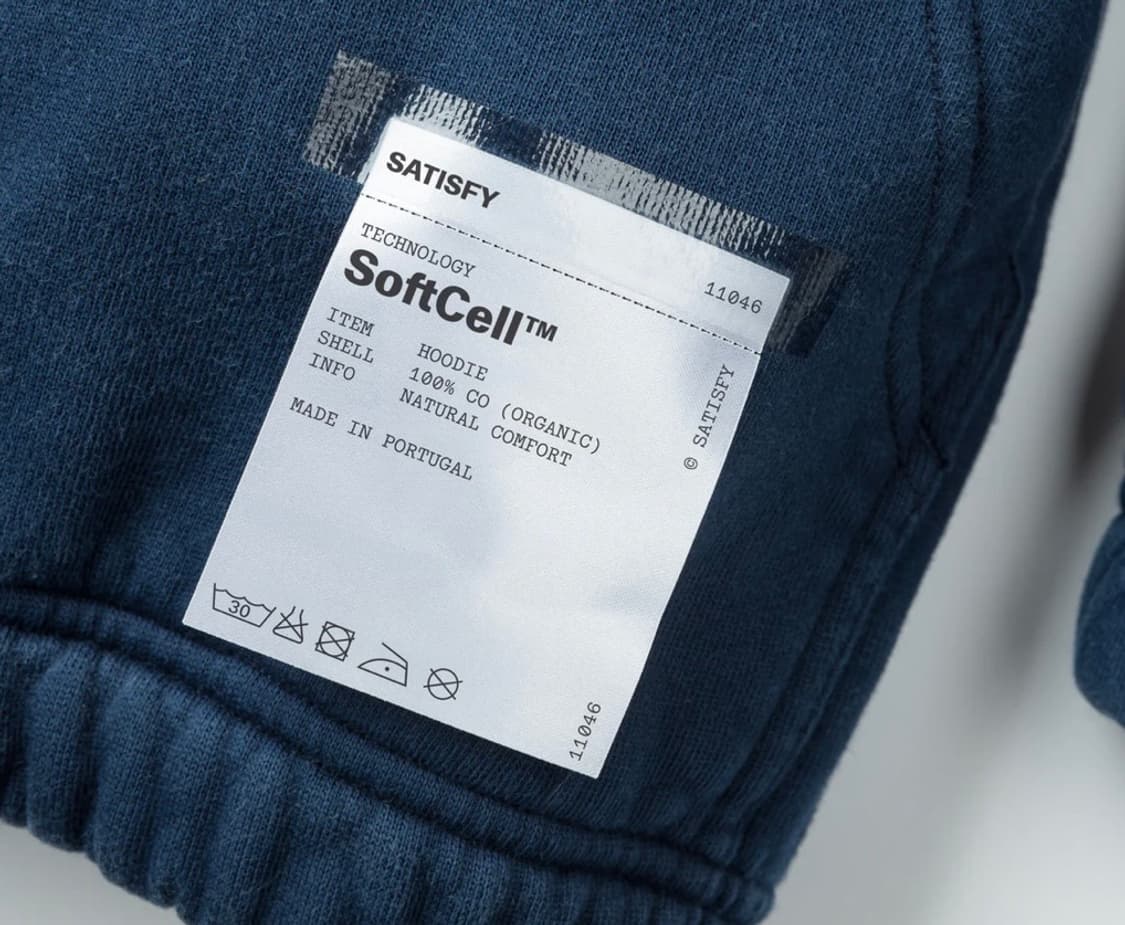 SATISFY
11046
TECHNOLOGY
SoftCell™
ITEM HOODIE
SHELL 100% CO (ORGANIC)
INFO NATURAL COMFORT
MADE IN PORTUGAL
© SATISFY
30
11046